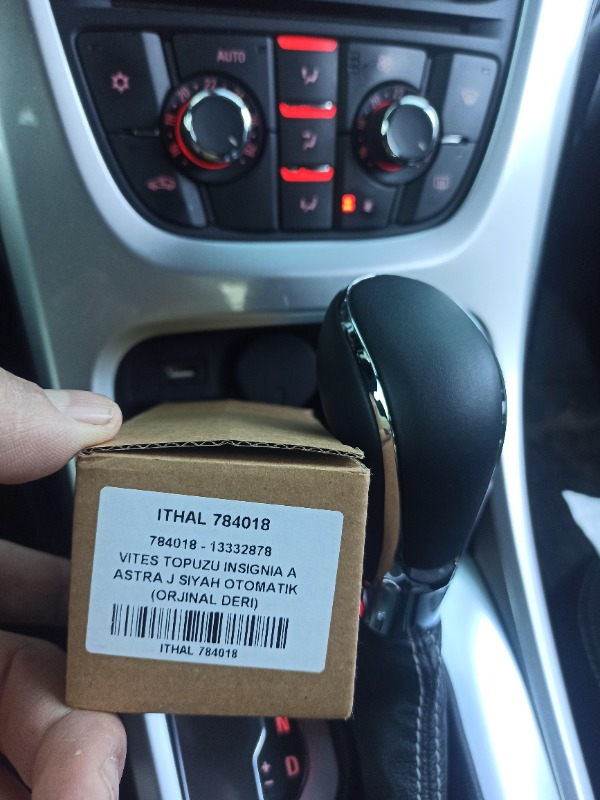 AUTO
ITHAL 784018
784018 - 13332878
VITES TOPUZU INSIGNIA A
ASTRA J SIYAH OTOMATIK
(ORJINAL DERI)
ITHAL 784018
N
+ D
-